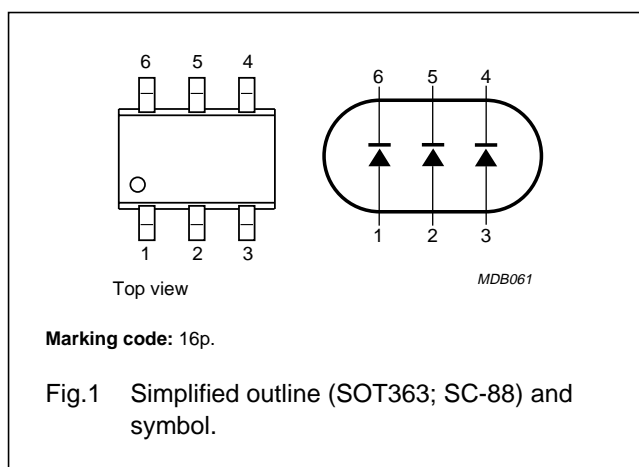 6 5 4
1 2 3
Top view
6 5 4
1 2 3
MDB061
Marking code: 16p.
Fig.1 Simplified outline (SOT363; SC-88) and
symbol.